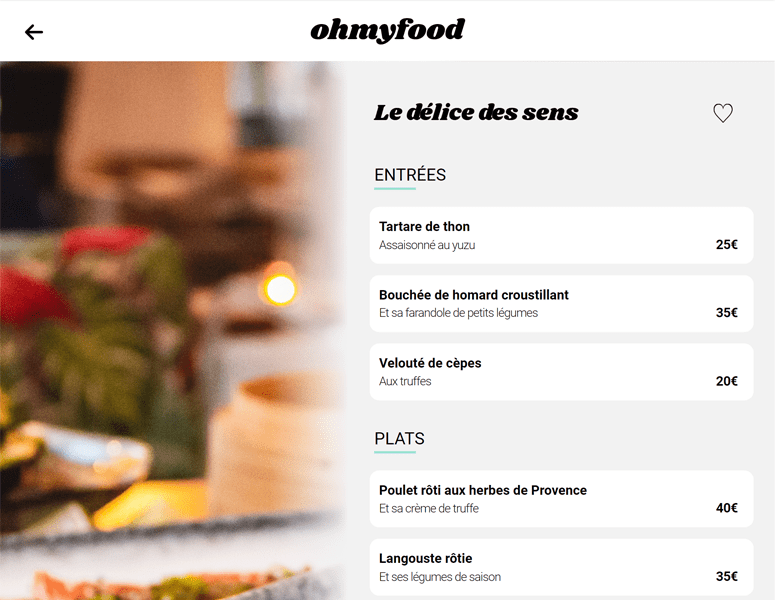 ohmyfood
Le délice des sens
ENTRÉES
Tartare de thon
Assaisonné au yuzu
25€
Bouchée de homard croustillant
Et sa farandole de petits légumes
35€
Velouté de cèpes
Aux truffes
20€
PLATS
Poulet rôti aux herbes de Provence
Et sa crème de truffe
40€
Langouste rôtie
Et ses légumes de saison
35€